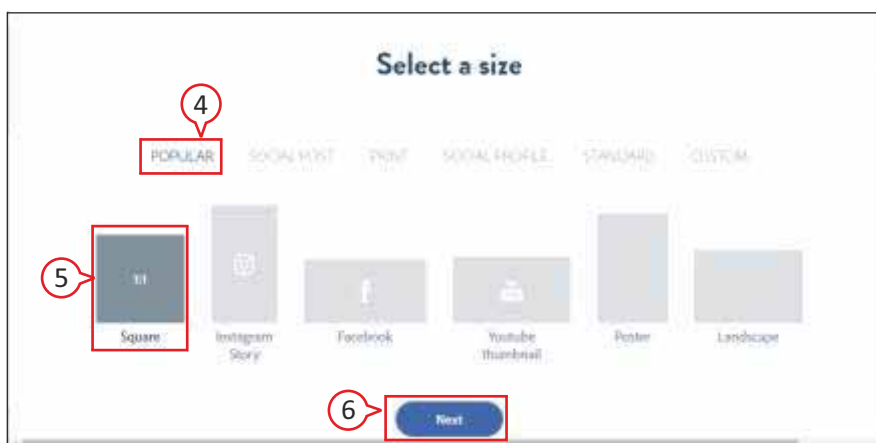 Select a size
4
POPULAR SOCIAL POST PRINT SOCIAL PROFILE STANDARD CUSTOM
5
1:1
f
Square Instagram Story Facebook Youtube thumbnail Poster Landscape
6
Next